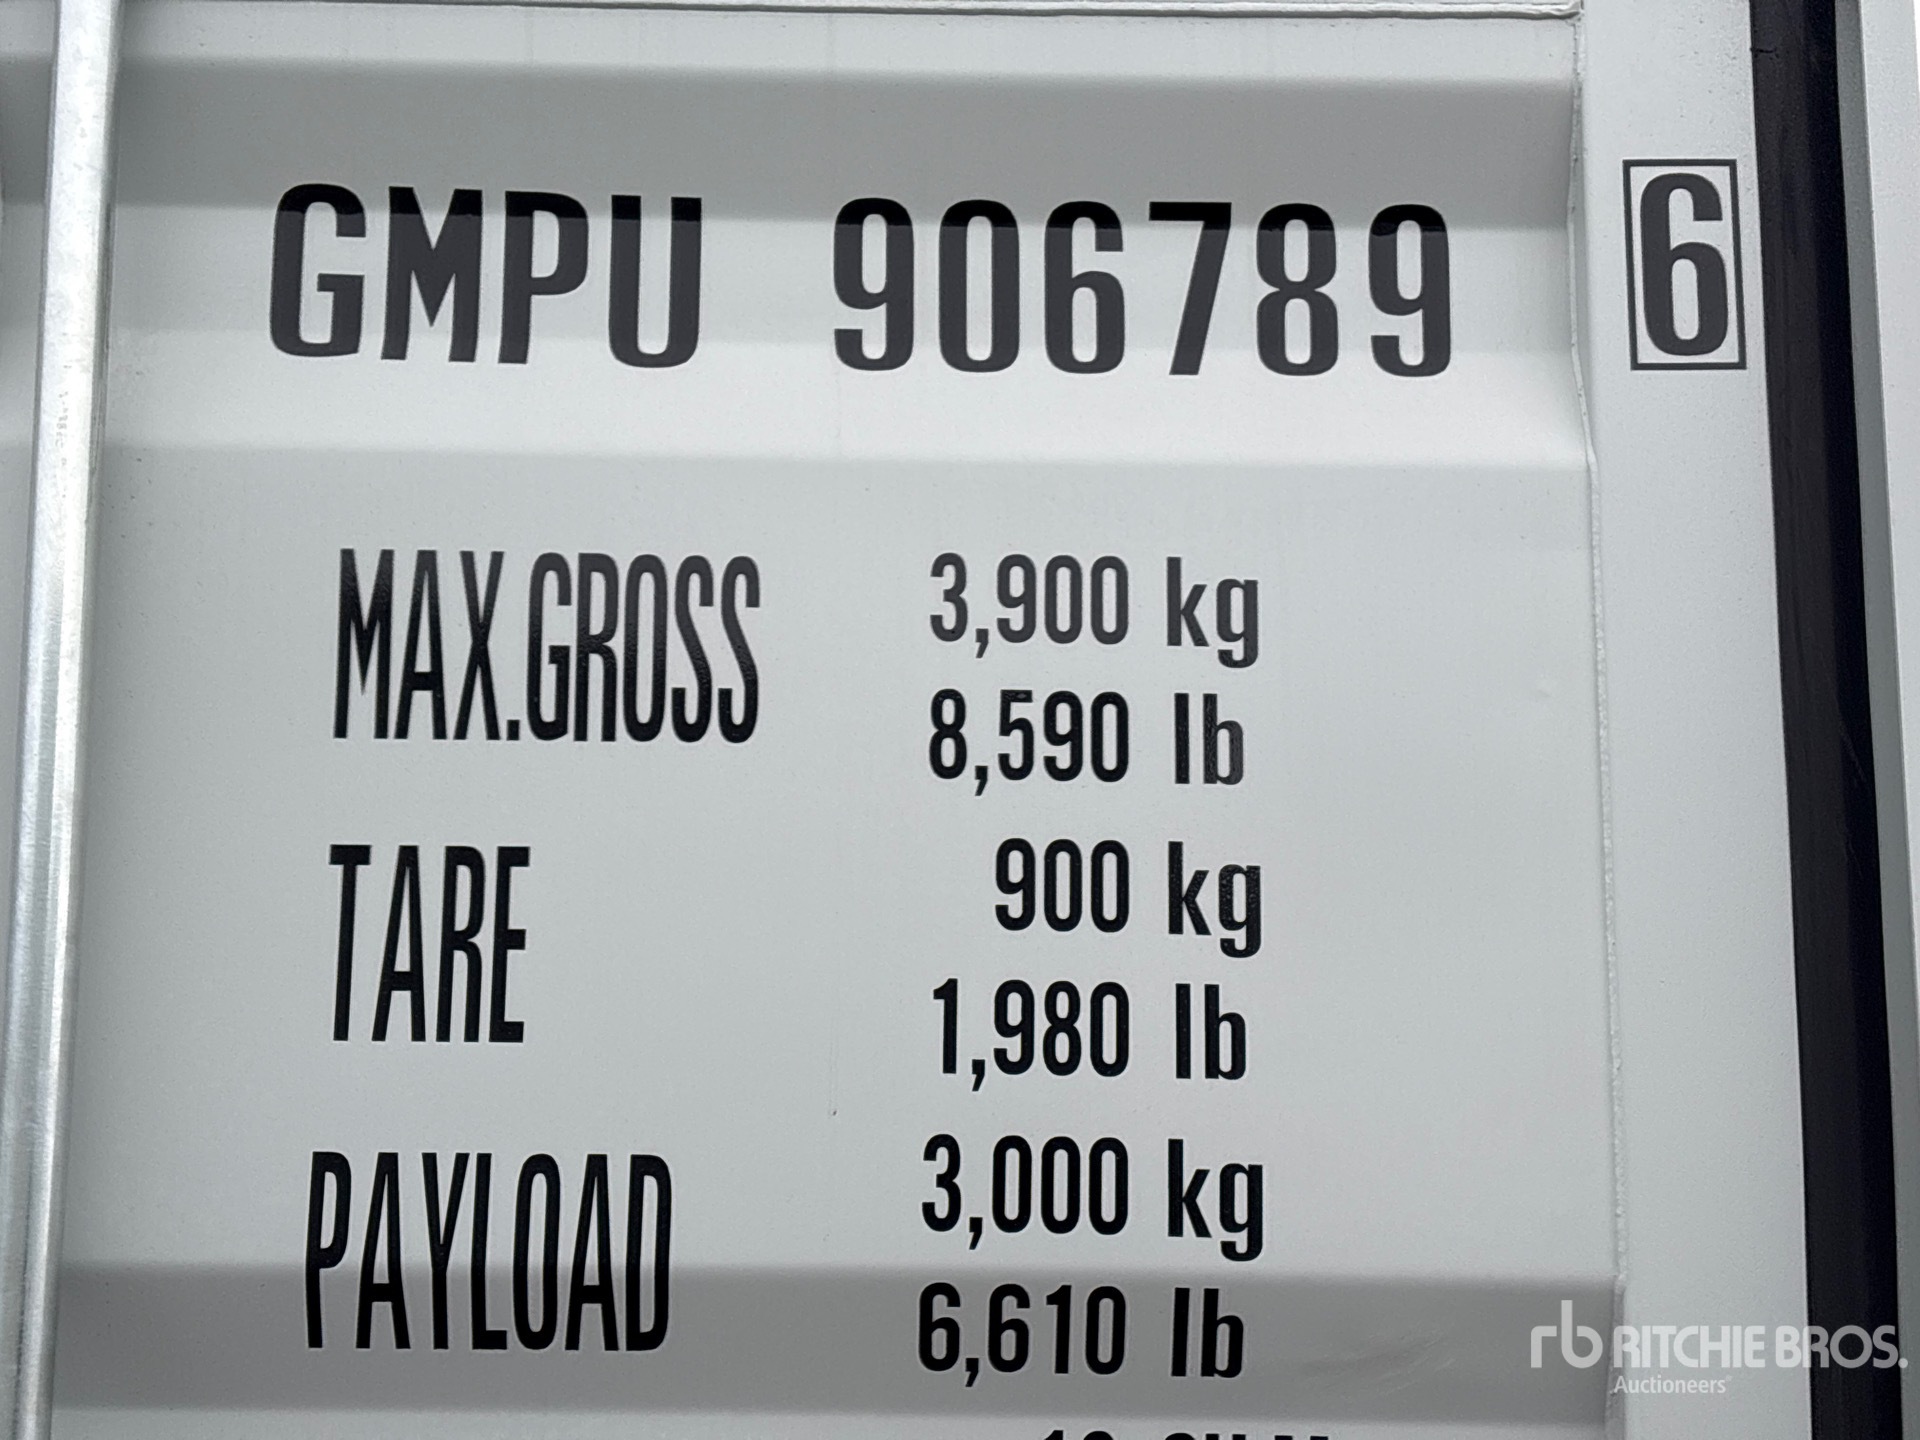 GMPU 906789 6
MAX.GROSS 3,900 kg
8,590 lb
TARE 900 kg
1,980 lb
PAYLOAD 3,000 kg
6,610 lb
rb RITCHIE BROS.
Auctioneers